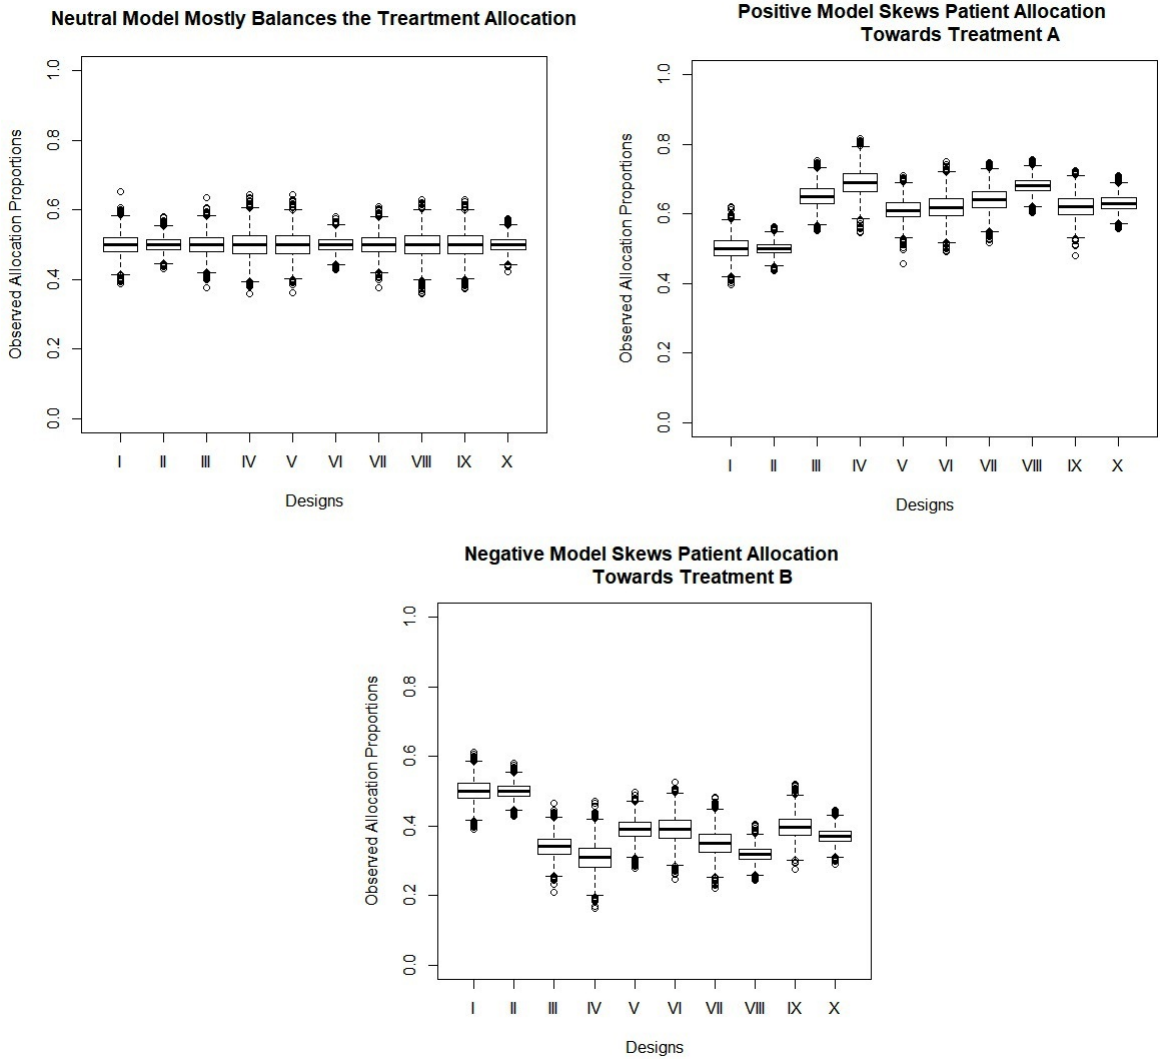 Neutral Model Mostly Balances the Treartment Allocation
Observed Allocation Proportions
1.0
0.8
0.6
0.4
0.2
0.0
I II III IV V VI VII VIII IX X
Designs
Positive Model Skews Patient Allocation
Towards Treatment A
Observed Allocation Proportions
1.0
0.8
0.6
0.4
0.2
0.0
I II III IV V VI VII VIII IX X
Designs
Negative Model Skews Patient Allocation
Towards Treatment B
Observed Allocation Proportions
1.0
0.8
0.6
0.4
0.2
0.0
I II III IV V VI VII VIII IX X
Designs